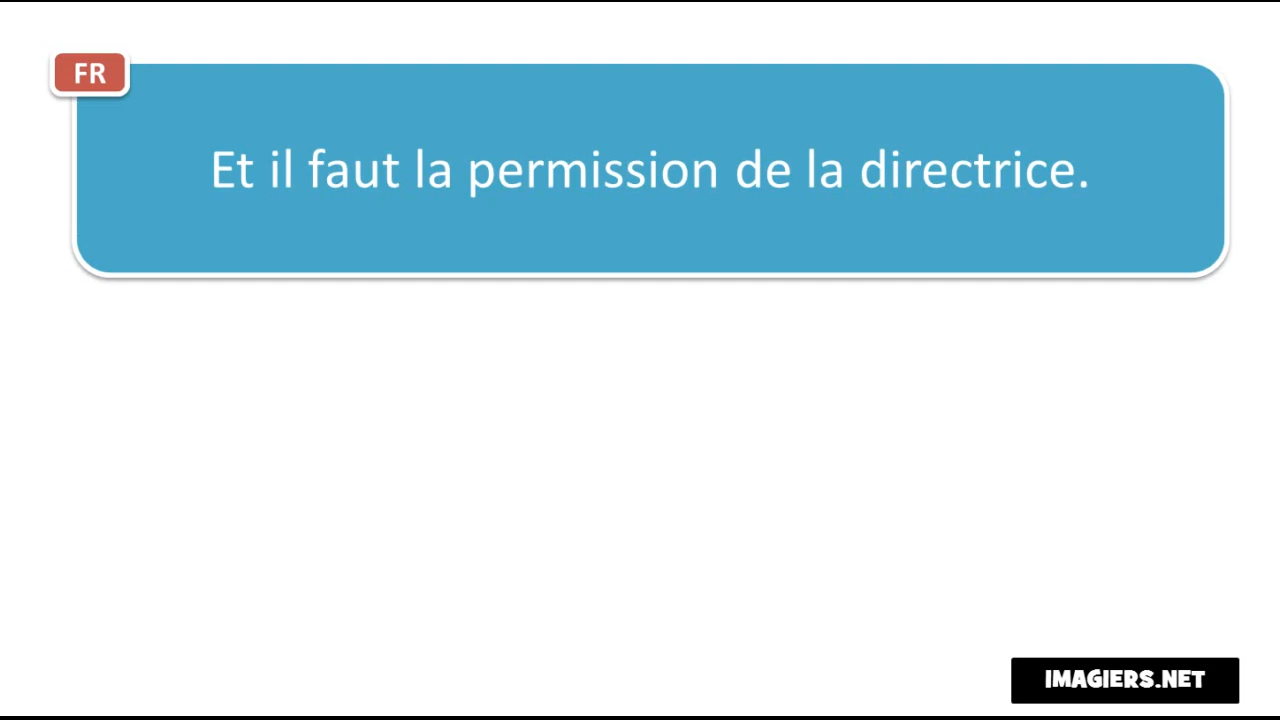 FR
Et il faut la permission de la directrice.
IMAGIERS.NET